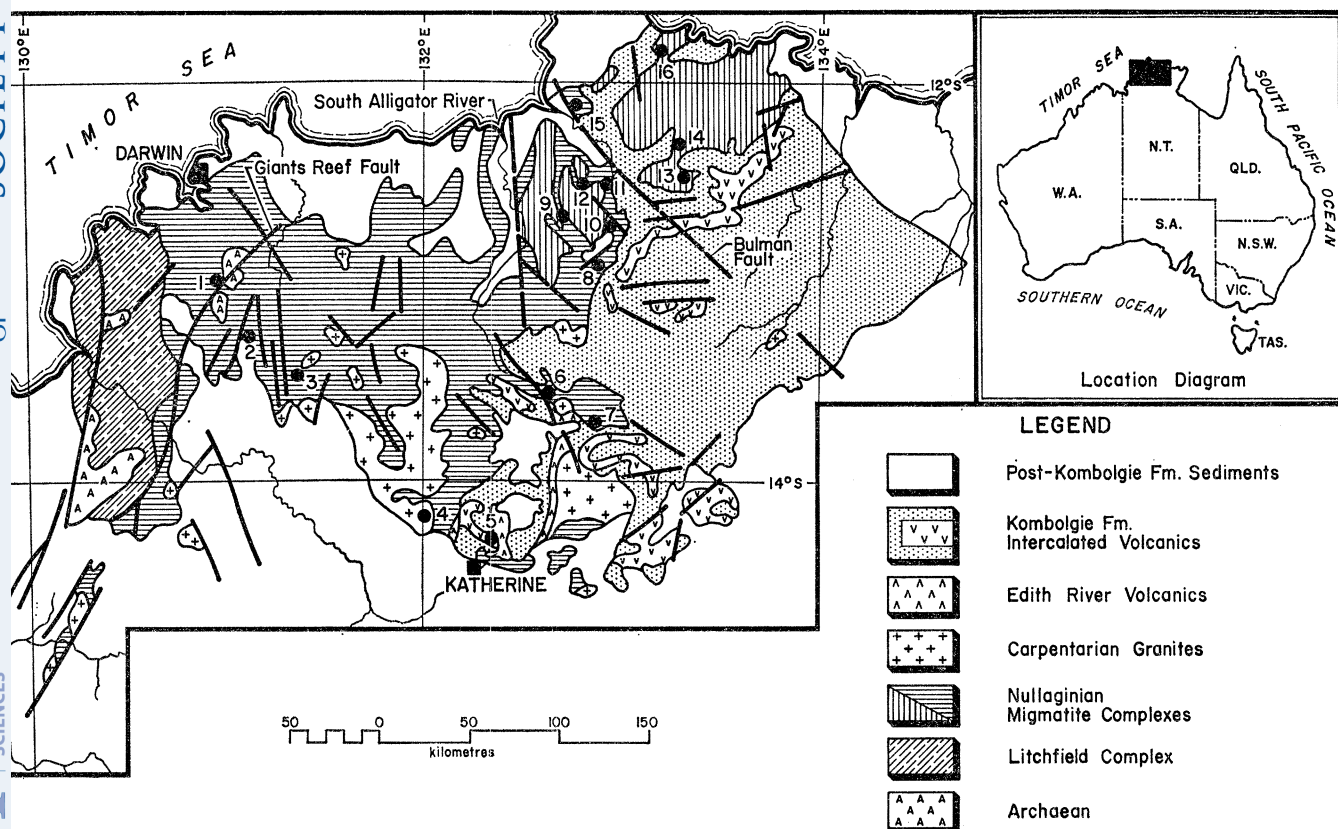 130°E
132°E
134°E
12°S
14°S
TIMOR SEA
South Alligator River
DARWIN
Giants Reef Fault
Bulman
Fault
KATHERINE
1
2
3
4
5
6
7
8
9
10
11
12
13
14
15
16
50 0 50 100 150
kilometres
TIMOR SEA
SOUTH PACIFIC OCEAN
SOUTHERN OCEAN
W.A.
N.T.
QLD.
S.A.
N.S.W.
VIC.
TAS.
Location Diagram
LEGEND
Post-Kombolgie Fm. Sediments
Kombolgie Fm.
Intercalated Volcanics
Edith River Volcanics
Carpentarian Granites
Nullaginian
Migmatite Complexes
Litchfield Complex
Archaean
SCIENCES